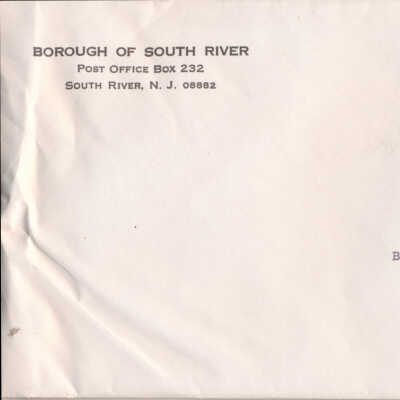 BOROUGH OF SOUTH RIVER
POST OFFICE BOX 232
SOUTH RIVER, N. J. 08882
B